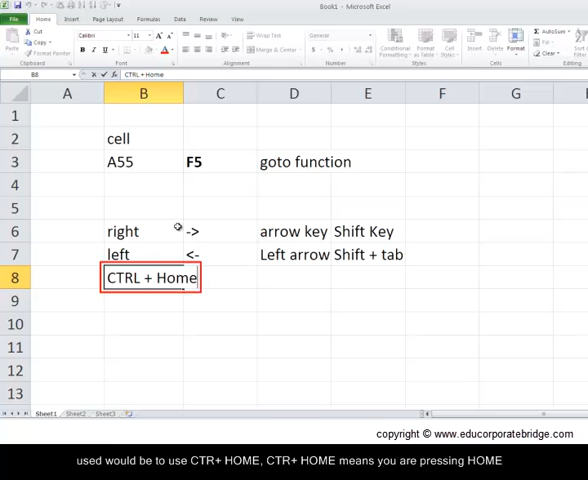 Book1 - Microsoft Excel
File Home Insert Page Layout Formulas Data Review View
Cut
Copy
Paste
Format Painter
Clipboard
Calibri 11
Font
Wrap Text
Merge & Center
Alignment
General
Number
Conditional Formatting
Format as Table
Cell Styles
Styles
Insert Delete Format
Cells
AutoSum
Fill
Clear
B8 CTRL + Home
A B C D E F G
1
2 cell
3 A55 F5 goto function
4
5
6 right -> arrow key Shift Key
7 left <- Left arrow Shift + tab
8 CTRL + Home
9
10
11
12
13
Sheet1 Sheet2 Sheet3
copyright © www.educorporatebridge.com
used would be to use CTR+ HOME, CTR+ HOME means you are pressing HOME